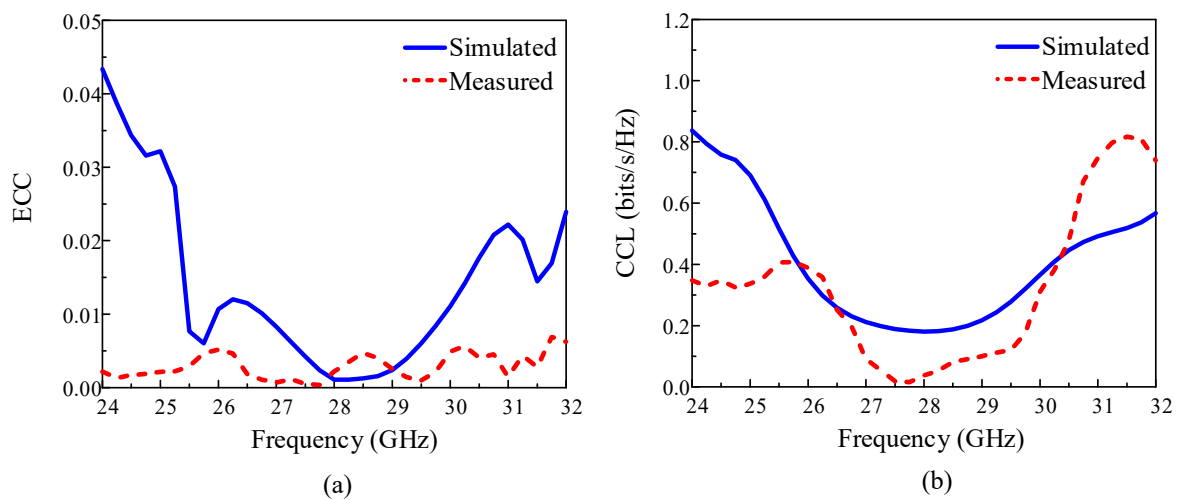 0.05
0.04
0.03
0.02
0.01
0.00
ECC
Simulated
Measured
24 25 26 27 28 29 30 31 32
Frequency (GHz)
(a)
1.2
1.0
0.8
0.6
0.4
0.2
0.0
CCL (bits/s/Hz)
Simulated
Measured
24 25 26 27 28 29 30 31 32
Frequency (GHz)
(b)